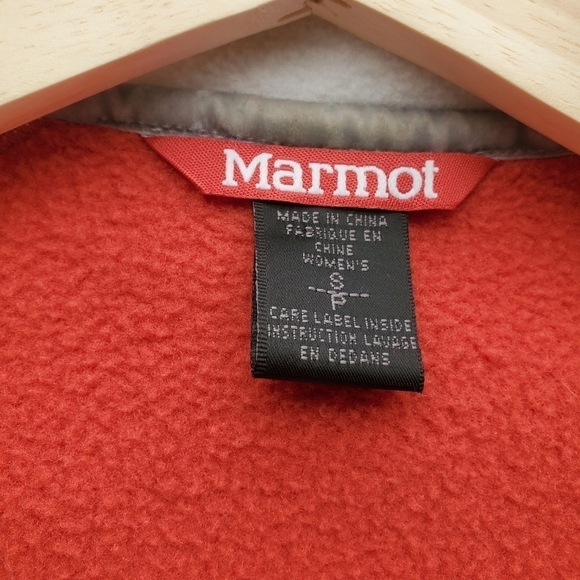 Marmot
MADE IN CHINA
FABRIQUE EN
CHINE
WOMEN'S
S
P
CARE LABEL INSIDE
INSTRUCTION LAVAGE
EN DEDANS